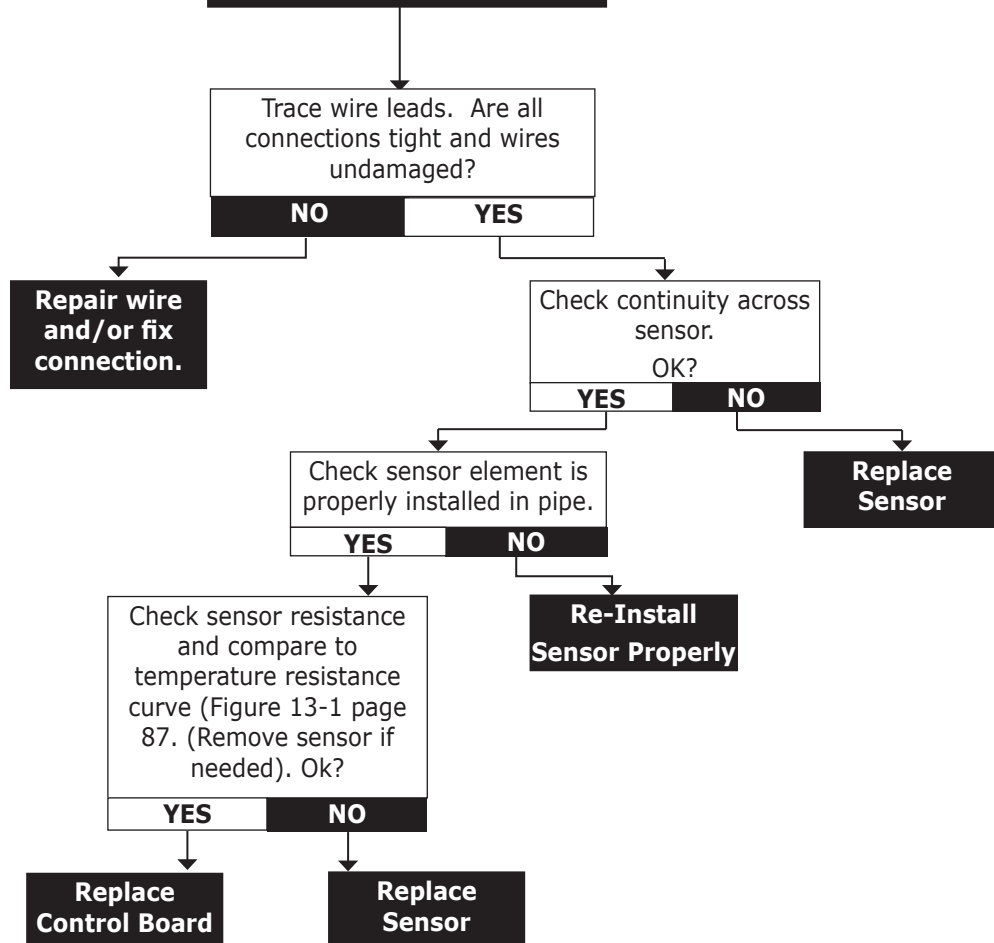 Trace wire leads.  Are all
connections tight and wires
undamaged?
NO
YES
Repair wire
and/or fix
connection.
Check continuity across
sensor.
OK?
YES
NO
Check sensor element is
properly installed in pipe.
YES
NO
Replace
Sensor
Check sensor resistance
and compare to
temperature resistance
curve (Figure 13-1 page
87. (Remove sensor if
needed). Ok?
YES
NO
Re-Install
Sensor Properly
Replace
Control Board
Replace
Sensor